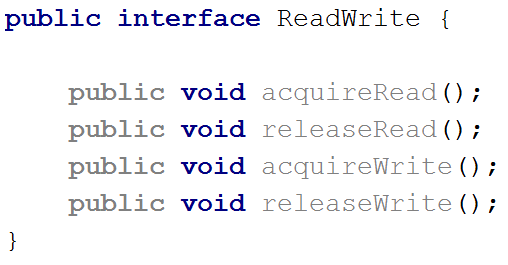 public interface ReadWrite {
public void acquireRead();
public void releaseRead();
public void acquireWrite();
public void releaseWrite();
}